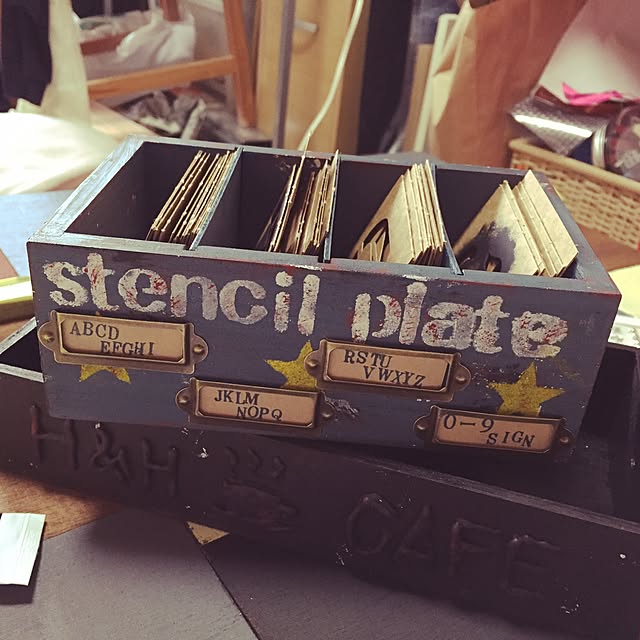 stencil plate
ABCD
EFGHI
JKLM
NOPQ
RSTU
VWXYZ
0-9
SIGN
H&H CAFE